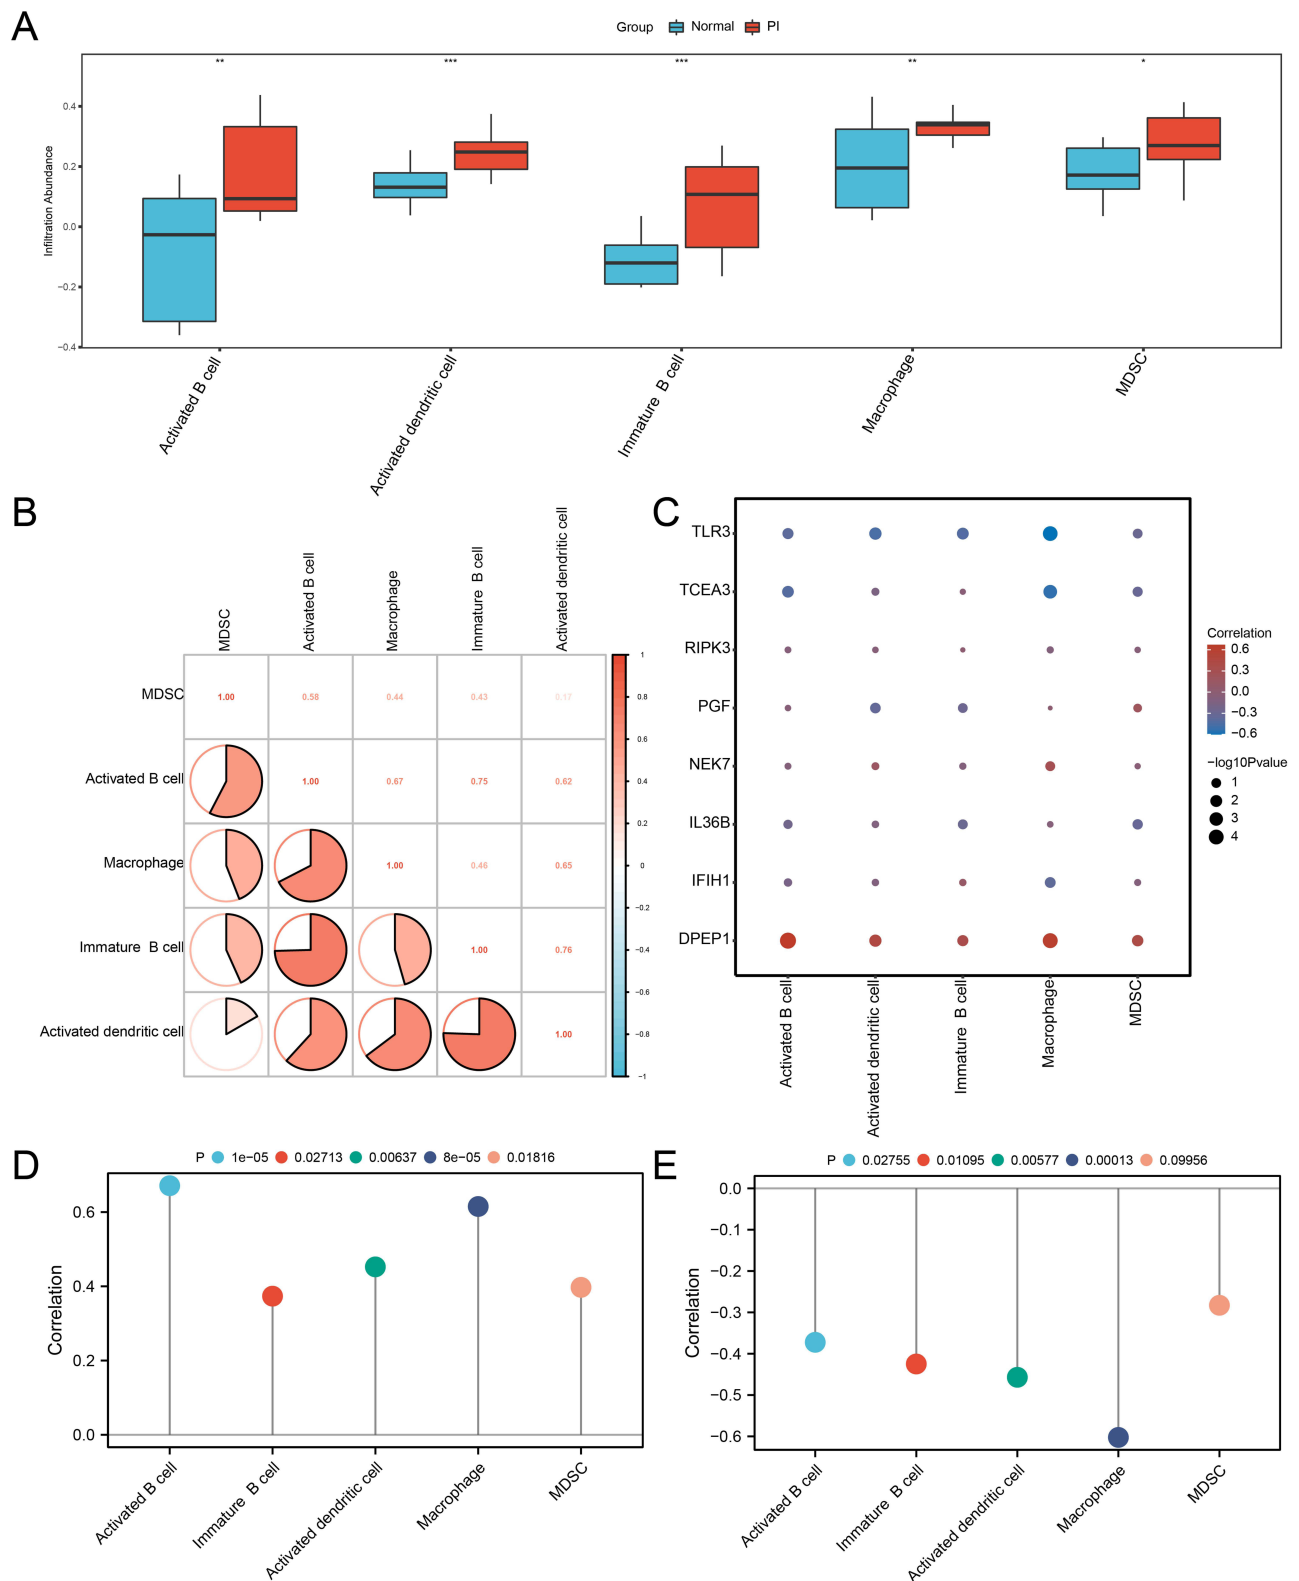 A
Group Normal PI
** *** *** ** *
Infiltration Abundance
0.4
0.2
0.0
−0.2
−0.4
Activated B cell
Activated dendritic cell
Immature B cell
Macrophage
MDSC
B
MDSC
Activated B cell
Macrophage
Immature B cell
Activated dendritic cell
MDSC 1.00 0.58 0.44 0.43 0.17
Activated B cell 1.00 0.67 0.75 0.62
Macrophage 1.00 0.46 0.65
Immature B cell 1.00 0.76
Activated dendritic cell 1.00
1
0.8
0.6
0.4
0.2
0
−0.2
−0.4
−0.6
−0.8
−1
C
TLR3
TCEA3
RIPK3
PGF
NEK7
IL36B
IFIH1
DPEP1
Activated B cell
Activated dendritic cell
Immature B cell
Macrophage
MDSC
Correlation
0.6
0.3
0.0
−0.3
−0.6
−log10Pvalue
1
2
3
4
D
P 1e−05 0.02713 0.00637 8e−05 0.01816
Correlation
0.6
0.4
0.2
0.0
Activated B cell
Immature B cell
Activated dendritic cell
Macrophage
MDSC
E
P 0.02755 0.01095 0.00577 0.00013 0.09956
Correlation
0.0
−0.1
−0.2
−0.3
−0.4
−0.5
−0.6
Activated B cell
Immature B cell
Activated dendritic cell
Macrophage
MDSC